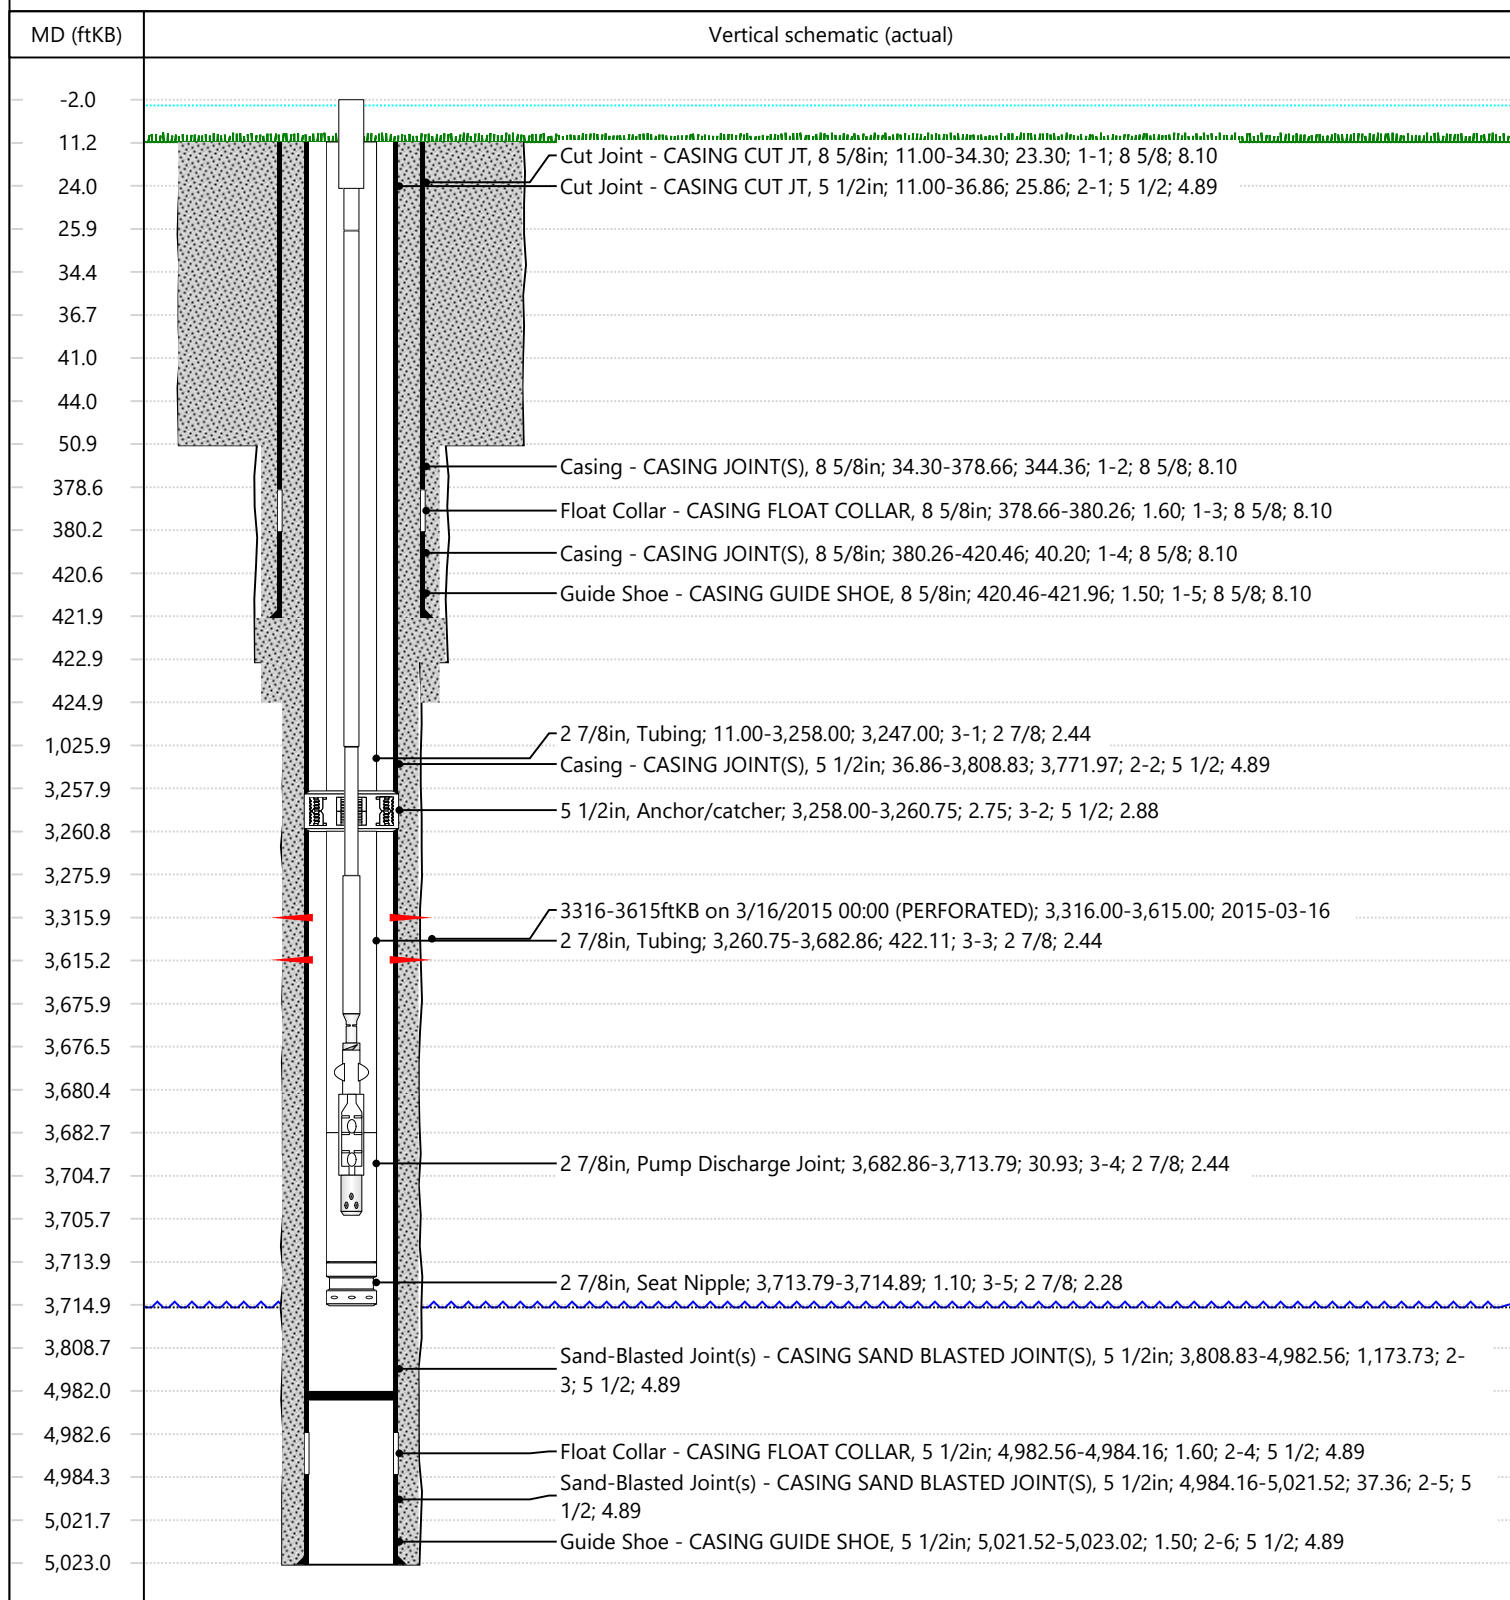 MD (ftKB)
Vertical schematic (actual)
-2.0
11.2
Cut Joint - CASING CUT JT, 8 5/8in; 11.00-34.30; 23.30; 1-1; 8 5/8; 8.10
24.0
Cut Joint - CASING CUT JT, 5 1/2in; 11.00-36.86; 25.86; 2-1; 5 1/2; 4.89
25.9
34.4
36.7
41.0
44.0
50.9
Casing - CASING JOINT(S), 8 5/8in; 34.30-378.66; 344.36; 1-2; 8 5/8; 8.10
378.6
Float Collar - CASING FLOAT COLLAR, 8 5/8in; 378.66-380.26; 1.60; 1-3; 8 5/8; 8.10
380.2
Casing - CASING JOINT(S), 8 5/8in; 380.26-420.46; 40.20; 1-4; 8 5/8; 8.10
420.6
Guide Shoe - CASING GUIDE SHOE, 8 5/8in; 420.46-421.96; 1.50; 1-5; 8 5/8; 8.10
421.9
422.9
424.9
2 7/8in, Tubing; 11.00-3,258.00; 3,247.00; 3-1; 2 7/8; 2.44
1,025.9
Casing - CASING JOINT(S), 5 1/2in; 36.86-3,808.83; 3,771.97; 2-2; 5 1/2; 4.89
3,257.9
5 1/2in, Anchor/catcher; 3,258.00-3,260.75; 2.75; 3-2; 5 1/2; 2.88
3,260.8
3,275.9
3316-3615ftKB on 3/16/2015 00:00 (PERFORATED); 3,316.00-3,615.00; 2015-03-16
3,315.9
2 7/8in, Tubing; 3,260.75-3,682.86; 422.11; 3-3; 2 7/8; 2.44
3,615.2
3,675.9
3,676.5
3,680.4
3,682.7
2 7/8in, Pump Discharge Joint; 3,682.86-3,713.79; 30.93; 3-4; 2 7/8; 2.44
3,704.7
3,705.7
3,713.9
2 7/8in, Seat Nipple; 3,713.79-3,714.89; 1.10; 3-5; 2 7/8; 2.28
3,714.9
3,808.7
Sand-Blasted Joint(s) - CASING SAND BLASTED JOINT(S), 5 1/2in; 3,808.83-4,982.56; 1,173.73; 2-
3; 5 1/2; 4.89
4,982.0
4,982.6
Float Collar - CASING FLOAT COLLAR, 5 1/2in; 4,982.56-4,984.16; 1.60; 2-4; 5 1/2; 4.89
4,984.3
Sand-Blasted Joint(s) - CASING SAND BLASTED JOINT(S), 5 1/2in; 4,984.16-5,021.52; 37.36; 2-5; 5
1/2; 4.89
5,021.7
Guide Shoe - CASING GUIDE SHOE, 5 1/2in; 5,021.52-5,023.02; 1.50; 2-6; 5 1/2; 4.89
5,023.0